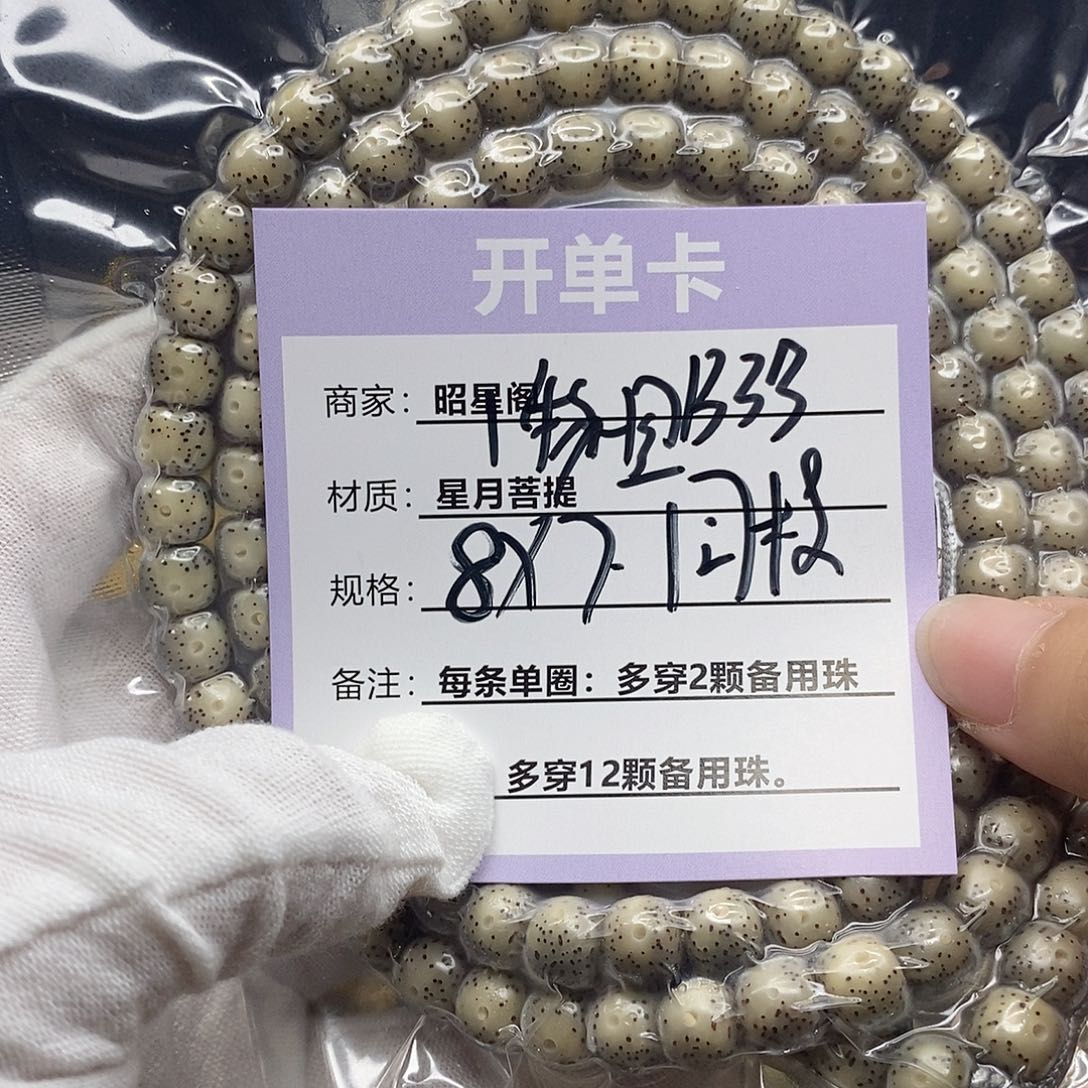 开单卡
商家：昭星阁
材质：星月菩提
8X7
规格：
备注：每条单圈：多穿2颗备用珠
多穿12颗备用珠。